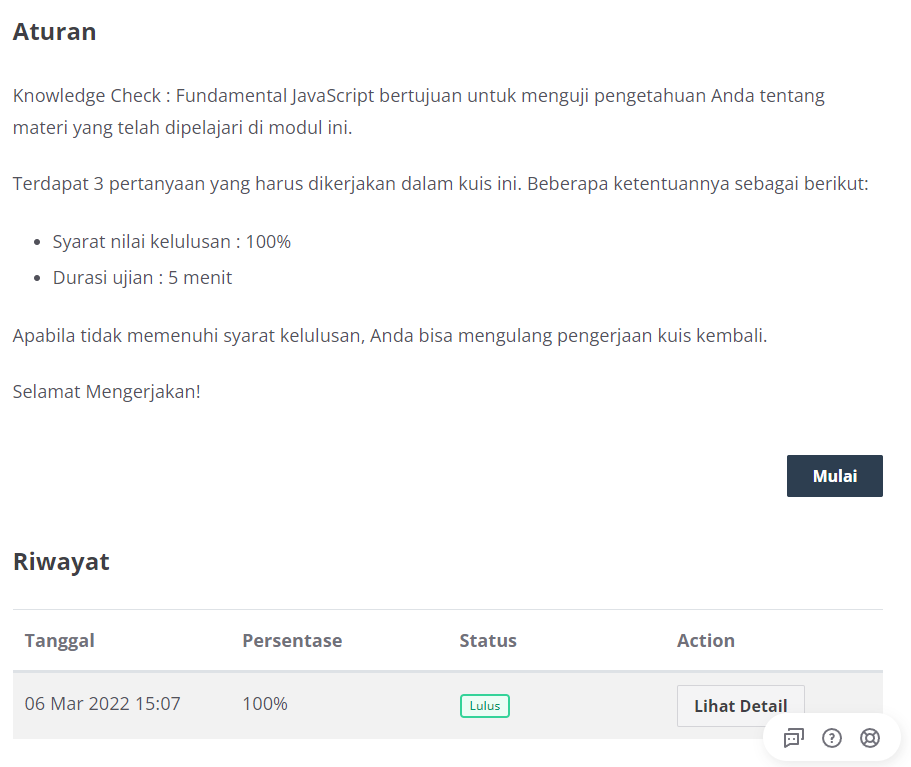 Aturan
Knowledge Check : Fundamental JavaScript bertujuan untuk menguji pengetahuan Anda tentang
materi yang telah dipelajari di modul ini.
Terdapat 3 pertanyaan yang harus dikerjakan dalam kuis ini. Beberapa ketentuannya sebagai berikut:
• Syarat nilai kelulusan : 100%
• Durasi ujian : 5 menit
Apabila tidak memenuhi syarat kelulusan, Anda bisa mengulang pengerjaan kuis kembali.
Selamat Mengerjakan!
Mulai
Riwayat
Tanggal Persentase Status Action
06 Mar 2022 15:07 100% Lulus Lihat Detail